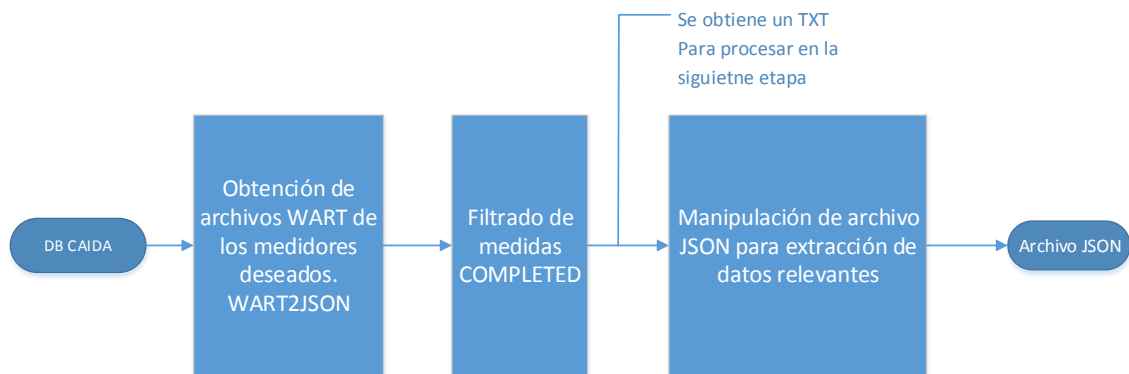 Se obtiene un TXT
Para procesar en la
siguietne etapa
DB CAIDA
Obtención de
archivos WART de
los medidores
deseados.
WART2JSON
Filtrado de
medidas
COMPLETED
Manipulación de archivo
JSON para extracción de
datos relevantes
Archivo JSON